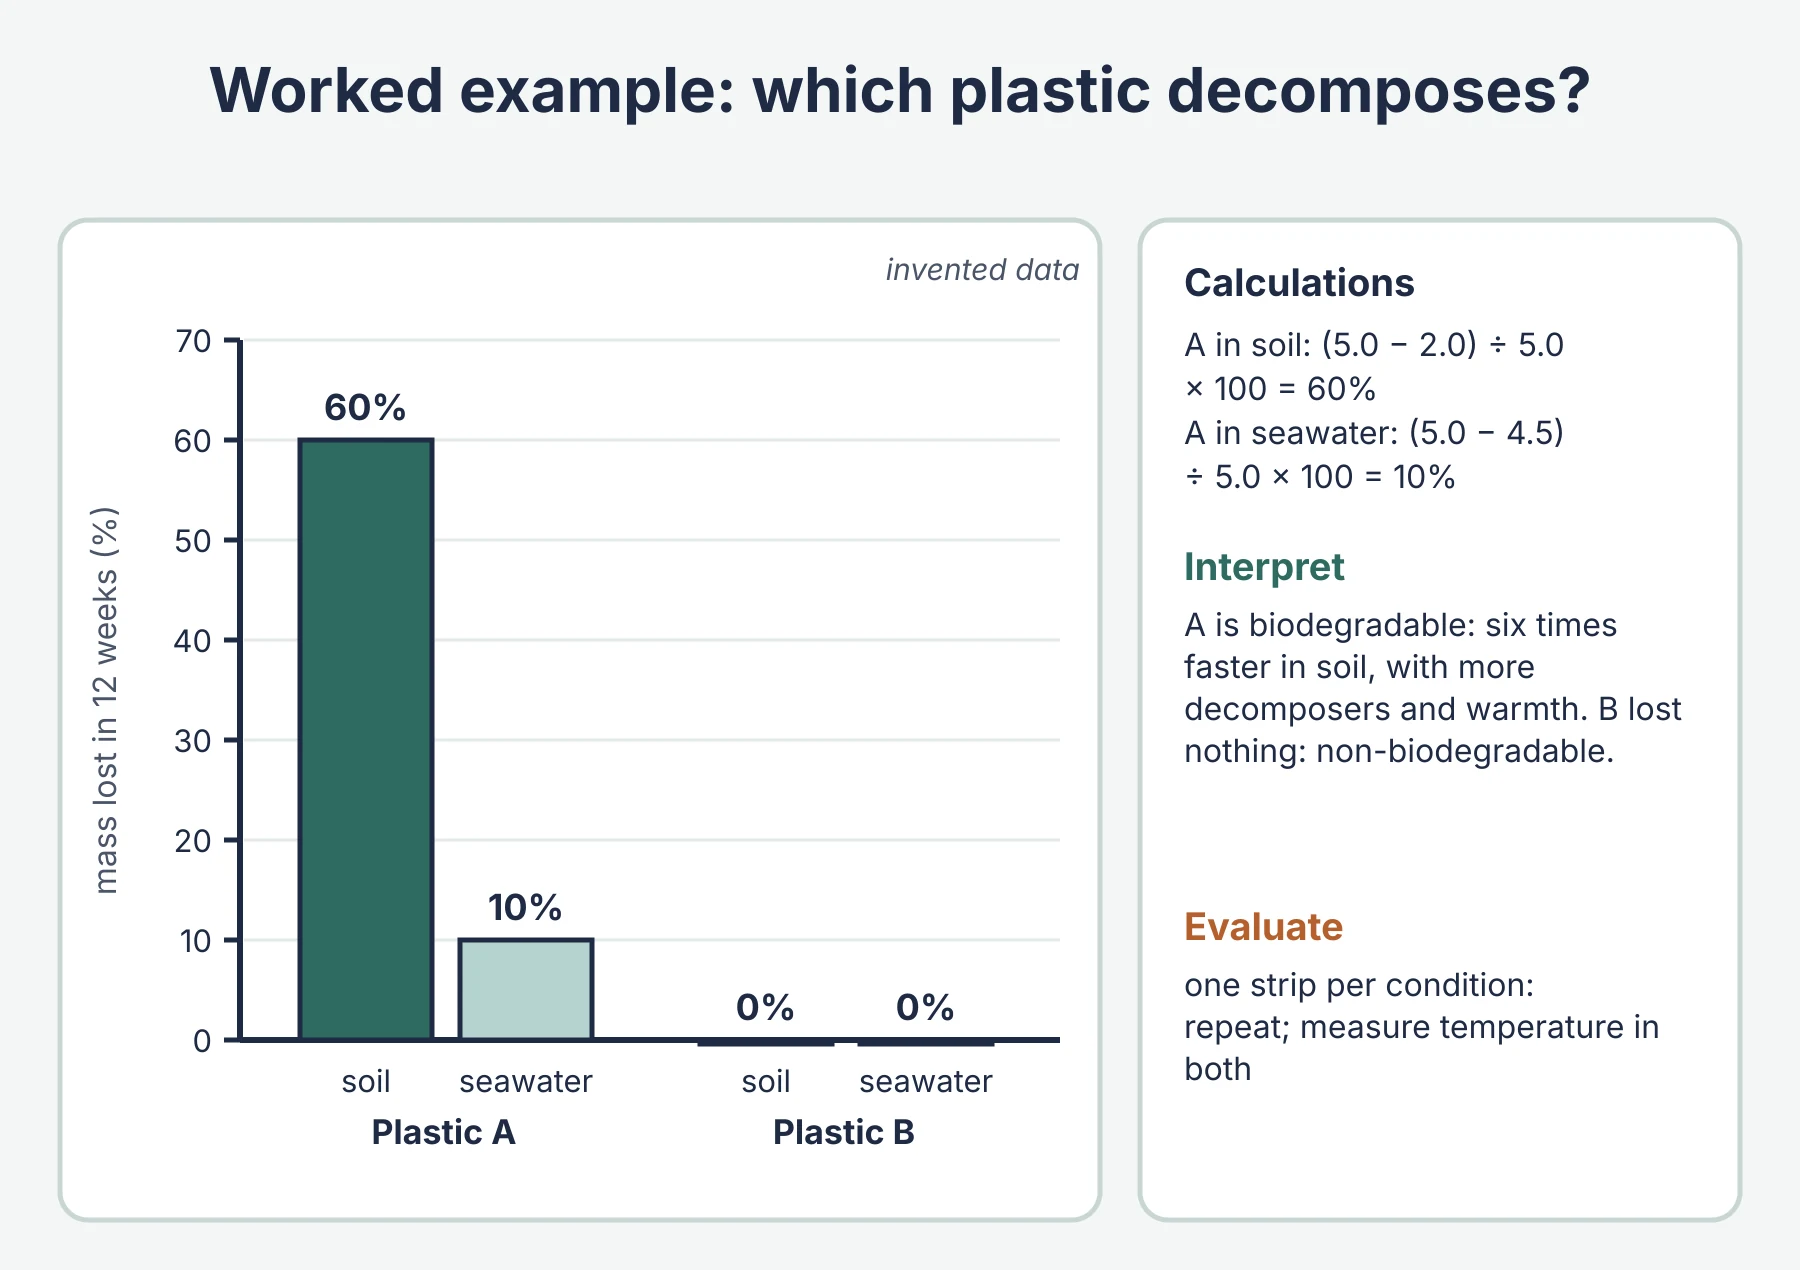 Worked example: which plastic decomposes?
invented data
mass lost in 12 weeks (%)
70
60
50
40
30
20
10
0
60%
10%
0%
0%
soil
seawater
soil
seawater
Plastic A
Plastic B
Calculations
A in soil: (5.0 − 2.0) ÷ 5.0
× 100 = 60%
A in seawater: (5.0 − 4.5)
÷ 5.0 × 100 = 10%
Interpret
A is biodegradable: six times
faster in soil, with more
decomposers and warmth. B lost
nothing: non-biodegradable.
Evaluate
one strip per condition:
repeat; measure temperature in
both